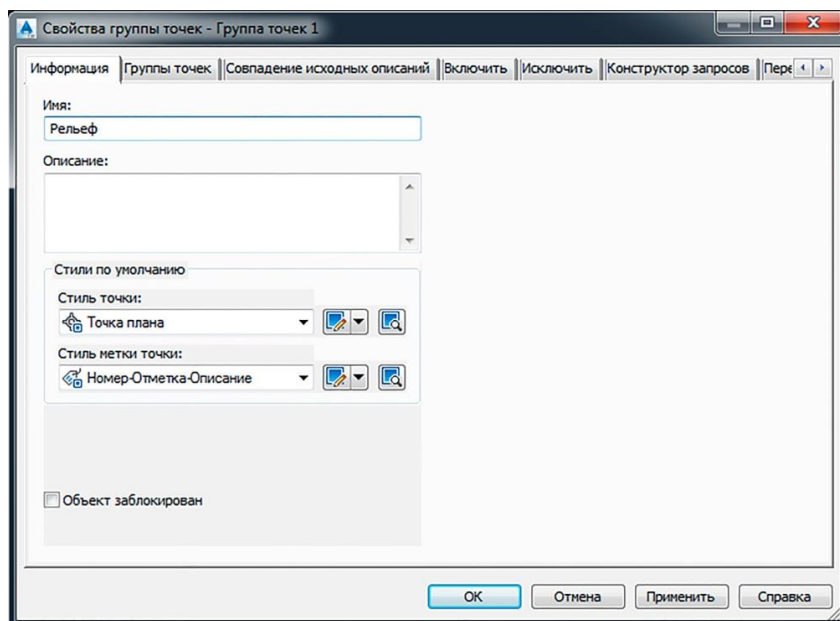 Свойства группы точек - Группа точек 1
Информация Группы точек Совпадение исходных описаний Включить Исключить Конструктор запросов Пере
Имя:
Рельеф
Описание:
Стили по умолчанию
Стиль точки:
Точка плана
Стиль метки точки:
Номер-Отметка-Описание
Объект заблокирован
ОК Отмена Применить Справка